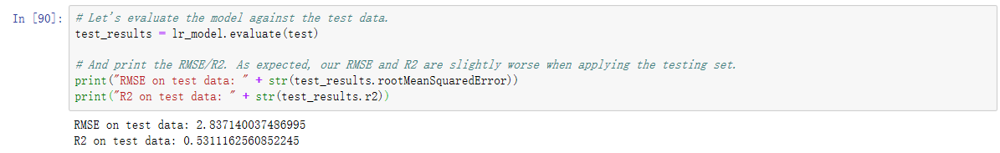 In [90]: # Let's evaluate the model against the test data.
test_results = lr_model.evaluate(test)
# And print the RMSE/R2. As expected, our RMSE and R2 are slightly worse when applying the testing set.
print("RMSE on test data: " + str(test_results.rootMeanSquaredError))
print("R2 on test data: " + str(test_results.r2))
RMSE on test data: 2.837140037486995
R2 on test data: 0.5311162560852245